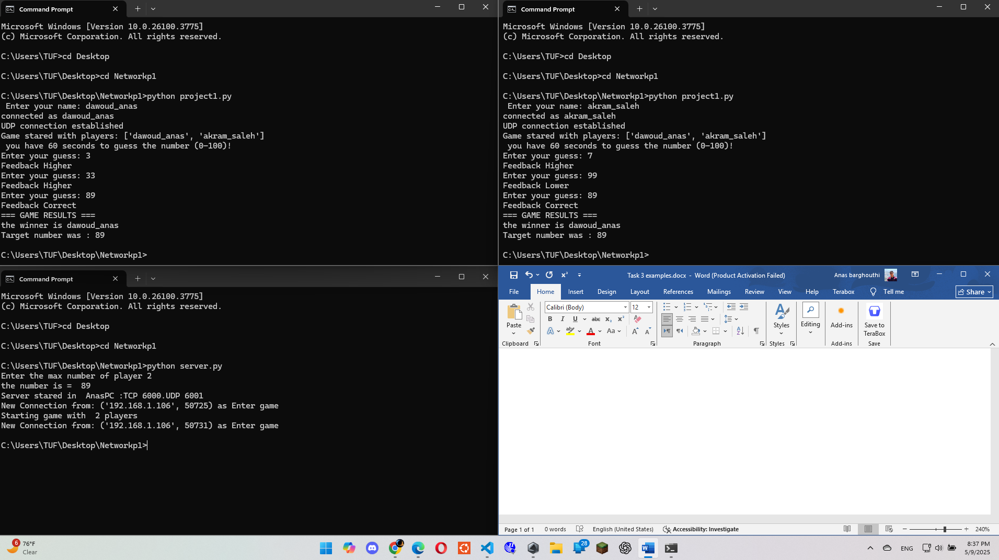 Command Prompt
Microsoft Windows [Version 10.0.26100.3775]
(c) Microsoft Corporation. All rights reserved.
C:\Users\TUF>cd Desktop
C:\Users\TUF\Desktop>cd Networkp1
C:\Users\TUF\Desktop\Networkp1>python project1.py
Enter your name: dawoud_anas
connected as dawoud_anas
UDP connection established
Game stared with players: ['dawoud_anas', 'akram_saleh']
you have 60 seconds to guess the number (0-100)!
Enter your guess: 3
Feedback Higher
Enter your guess: 33
Feedback Higher
Enter your guess: 89
Feedback Correct
=== GAME RESULTS ===
the winner is dawoud_anas
Target number was : 89
C:\Users\TUF\Desktop\Networkp1>
Command Prompt
Microsoft Windows [Version 10.0.26100.3775]
(c) Microsoft Corporation. All rights reserved.
C:\Users\TUF>cd Desktop
C:\Users\TUF\Desktop>cd Networkp1
C:\Users\TUF\Desktop\Networkp1>python project1.py
Enter your name: akram_saleh
connected as akram_saleh
UDP connection established
Game stared with players: ['dawoud_anas', 'akram_saleh']
you have 60 seconds to guess the number (0-100)!
Enter your guess: 7
Feedback Higher
Enter your guess: 99
Feedback Lower
Enter your guess: 89
Feedback Correct
=== GAME RESULTS ===
the winner is dawoud_anas
Target number was : 89
C:\Users\TUF\Desktop\Networkp1>
Command Prompt
Microsoft Windows [Version 10.0.26100.3775]
(c) Microsoft Corporation. All rights reserved.
C:\Users\TUF>cd Desktop
C:\Users\TUF\Desktop>cd Networkp1
C:\Users\TUF\Desktop\Networkp1>python server.py
Enter the max number of player 2
the number is =  89
Server stared in  AnasPC :TCP 6000.UDP 6001
New Connection from: ('192.168.1.106', 50725) as Enter game
Starting game with  2 players
New Connection from: ('192.168.1.106', 50731) as Enter game
C:\Users\TUF\Desktop\Networkp1>
Task 3 examples.docx - Word (Product Activation Failed) Anas barghouthi
File Home Insert Design Layout References Mailings Review View Help Terabox Tell me Share
Calibri (Body) 12
Paste
Clipboard Font Paragraph
Styles
Styles
Editing
Add-ins
Add-ins
Save to
TeraBox
Save
Page 1 of 1 0 words English (United States) Accessibility: Investigate 240%
6
76°F
Clear
28
ENG
8:37 PM
5/9/2025